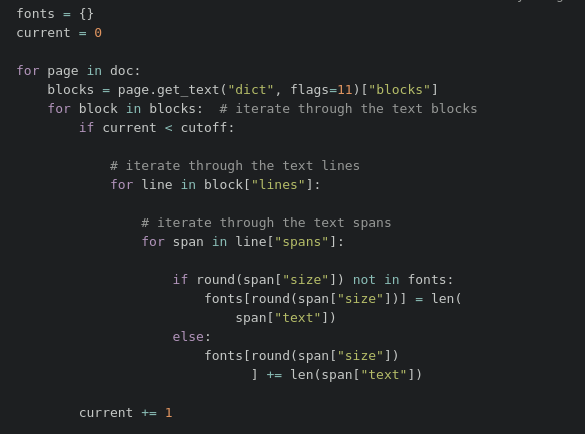 fonts = {}
current = 0

for page in doc:
    blocks = page.get_text("dict", flags=11)["blocks"]
    for block in blocks:  # iterate through the text blocks
        if current < cutoff:

            # iterate through the text lines
            for line in block["lines"]:

                # iterate through the text spans
                for span in line["spans"]:

                    if round(span["size"]) not in fonts:
                        fonts[round(span["size"])] = len(
                            span["text"])
                    else:
                        fonts[round(span["size"])
                              ] += len(span["text"])

        current += 1